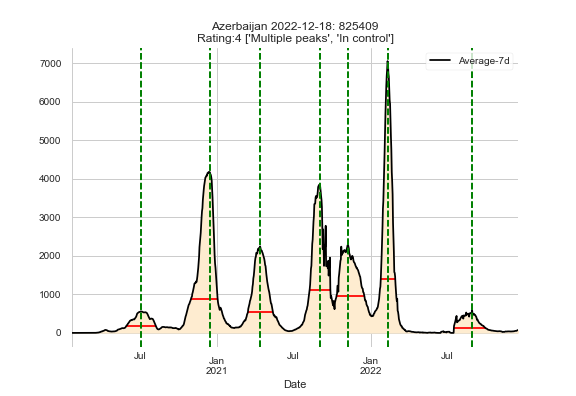 Azerbaijan 2022-12-18: 825409
Rating:4 ['Multiple peaks', 'In control']
Average-7d
7000
6000
5000
4000
3000
2000
1000
0
Jul
Jan
2021
Jul
Jan
2022
Jul
Date